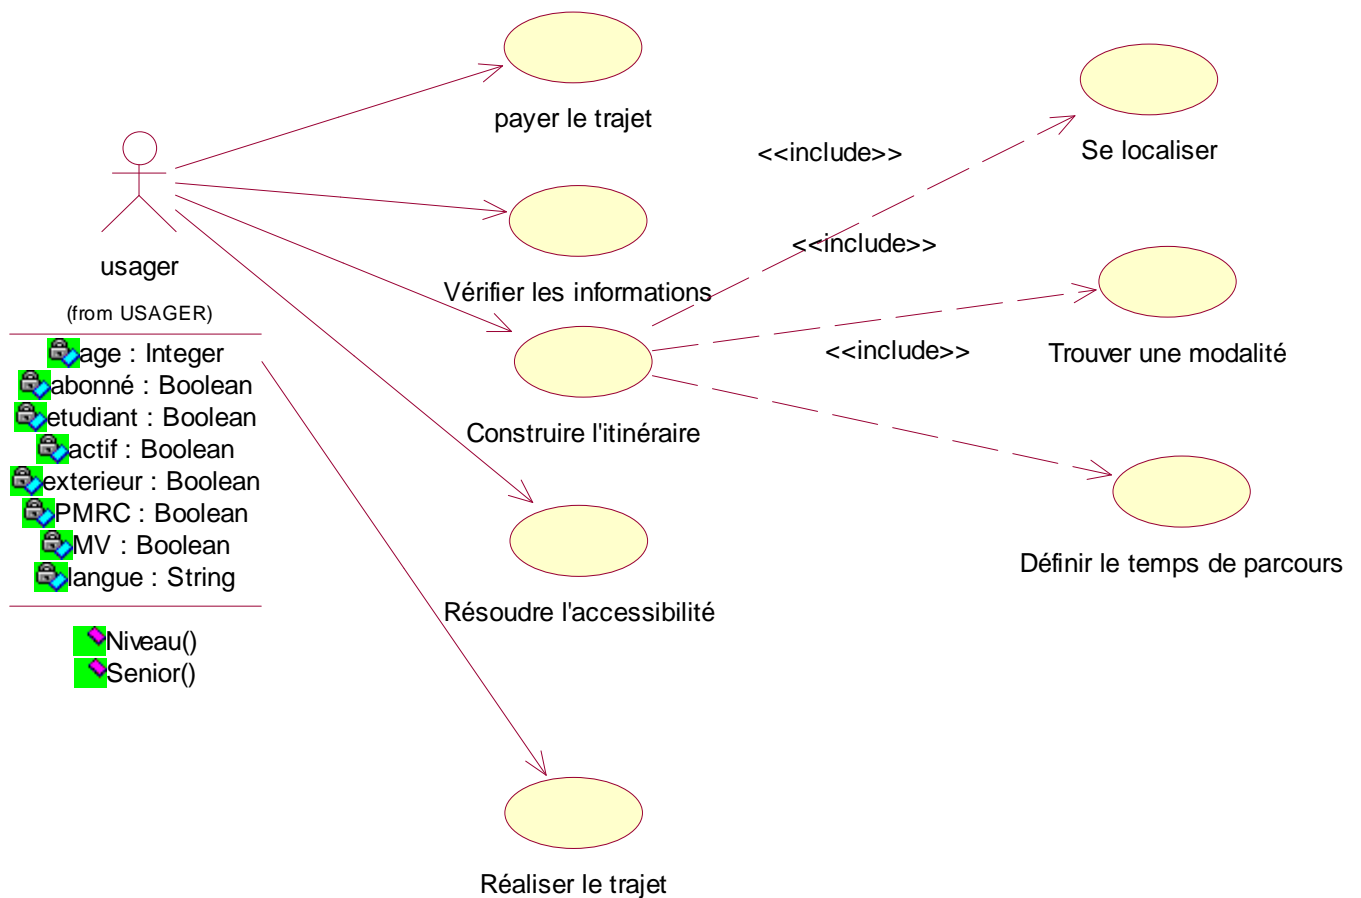 payer le trajet
Se localiser
<<include>>
<<include>>
usager
Vérifier les informations
(from USAGER)
age : Integer
<<include>>
Trouver une modalité
abonné : Boolean
etudiant : Boolean
Construire l'itinéraire
actif : Boolean
exterieur : Boolean
PMRC : Boolean
MV : Boolean
Définir le temps de parcours
langue : String
Résoudre l'accessibilité
Niveau()
Senior()
Réaliser le trajet